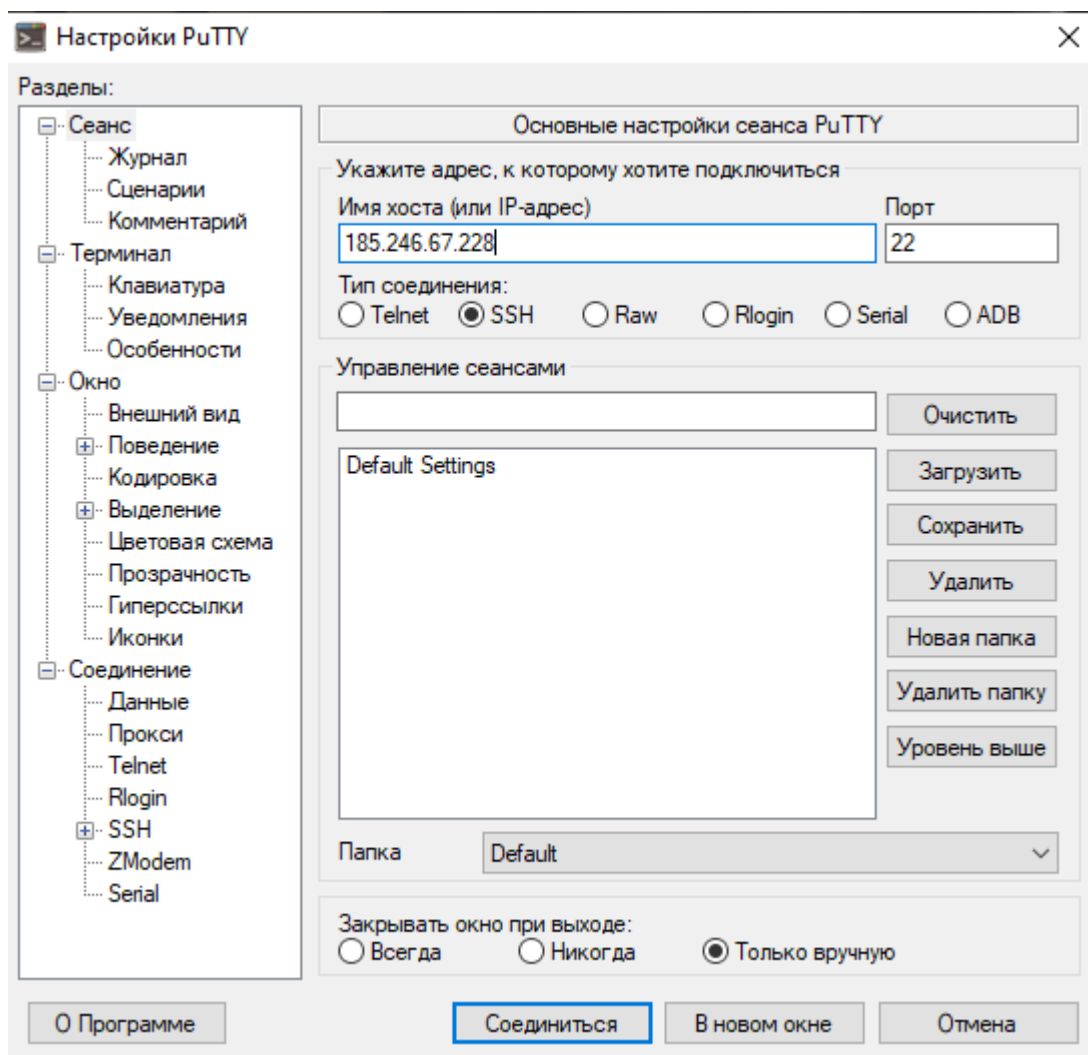 Настройки PuTTY
Разделы:
Сеанс
Журнал
Сценарии
Комментарий
Терминал
Клавиатура
Уведомления
Особенности
Окно
Внешний вид
Поведение
Кодировка
Выделение
Цветовая схема
Прозрачность
Гиперссылки
Иконки
Соединение
Данные
Прокси
Telnet
Rlogin
SSH
ZModem
Serial
Основные настройки сеанса PuTTY
Укажите адрес, к которому хотите подключиться
Имя хоста (или IP-адрес) Порт
185.246.67.228 22
Тип соединения:
Telnet SSH Raw Rlogin Serial ADB
Управление сеансами
Очистить
Default Settings
Загрузить
Сохранить
Удалить
Новая папка
Удалить папку
Уровень выше
Папка Default
Закрывать окно при выходе:
Всегда Никогда Только вручную
О Программе Соединиться В новом окне Отмена